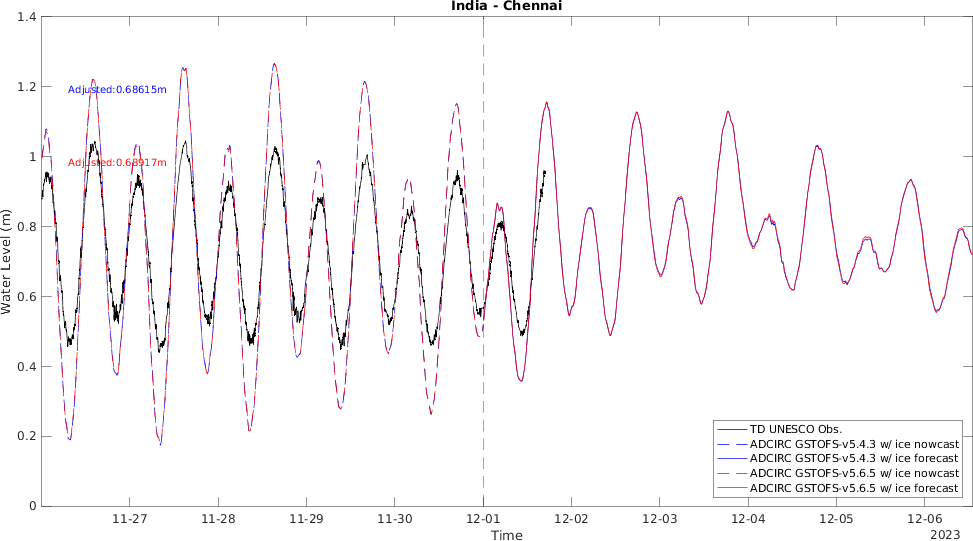 India - Chennai
1.4
1.2
1
0.8
0.6
0.4
0.2
0
Water Level (m)
Adjusted:0.68615m
Adjusted:0.68917m
TD UNESCO Obs.
ADCIRC GSTOFS-v5.4.3 w/ ice nowcast
ADCIRC GSTOFS-v5.4.3 w/ ice forecast
ADCIRC GSTOFS-v5.6.5 w/ ice nowcast
ADCIRC GSTOFS-v5.6.5 w/ ice forecast
11-27 11-28 11-29 11-30 12-01 12-02 12-03 12-04 12-05 12-06
Time
2023